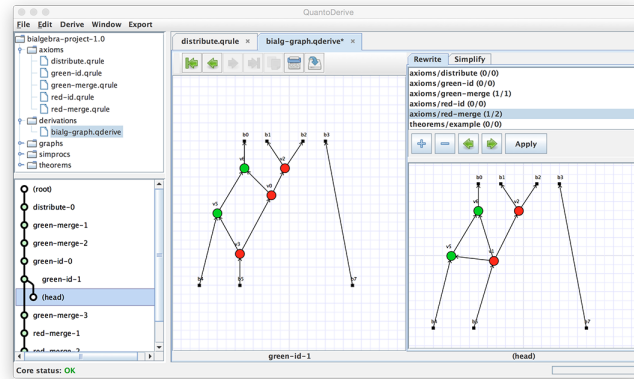 QuantoDerive
File Edit Derive Window Export
bialgebra-project-1.0
axioms
distribute.qrule
green-id.qrule
green-merge.qrule
red-id.qrule
red-merge.qrule
derivations
bialg-graph.qderive
graphs
simprocs
theorems
(root)
distribute-0
green-merge-1
green-merge-2
green-id-0
green-id-1
(head)
green-merge-3
red-merge-1
red-merge-2
Core status: OK
distribute.qrule × bialg-graph.qderive* ×
b0 b1 b2 b3
v6 v2
v0
v5
v3
b4 b5 b7
green-id-1
Rewrite Simplify
axioms/distribute (0/0)
axioms/green-id (0/0)
axioms/green-merge (1/1)
axioms/red-id (0/0)
axioms/red-merge (1/2)
theorems/example (0/0)
Apply
b0 b1 b2 b3
v6 v2
v5 v1
b4 b5 b7
(head)